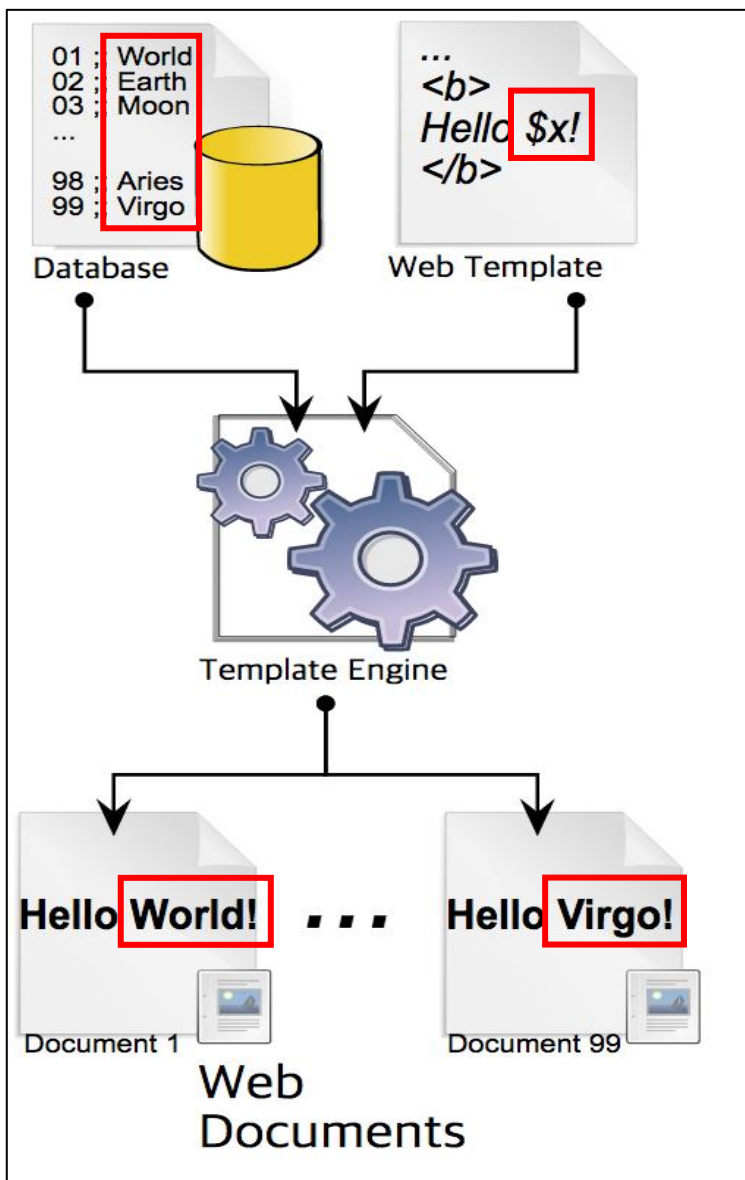 01 ;; World
02 ;; Earth
03 ;; Moon
...
98 ;; Aries
99 ;; Virgo
Database
...
<b>
Hello $x!
</b>
Web Template
Template Engine
Hello World!
...
Hello Virgo!
Document 1
Document 99
Web
Documents